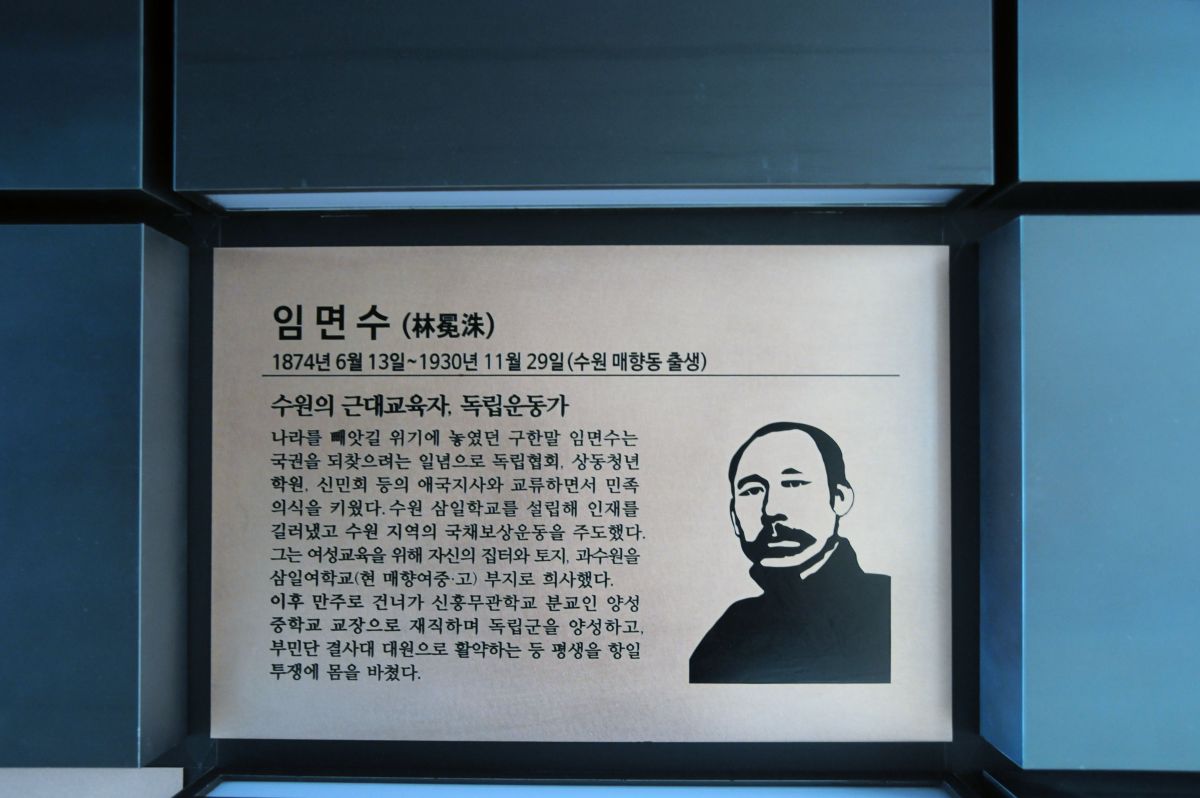 임면수 (林冕洙)
1874년 6월 13일~1930년 11월 29일(수원 매향동 출생)
수원의 근대교육자, 독립운동가
나라를 빼앗길 위기에 놓였던 구한말 임면수는
국권을 되찾으려는 일념으로 독립협회, 상동청년
학원, 신민회 등의 애국지사와 교류하면서 민족
의식을 키웠다. 수원 삼일학교를 설립해 인재를
길러냈고 수원 지역의 국채보상운동을 주도했다.
그는 여성교육을 위해 자신의 집터와 토지, 과수원을
삼일여학교(현 매향여중·고) 부지로 희사했다.
이후 만주로 건너가 신흥무관학교 분교인 양성
중학교 교장으로 재직하며 독립군을 양성하고,
부민단 결사대 대원으로 활약하는 등 평생을 항일
투쟁에 몸을 바쳤다.